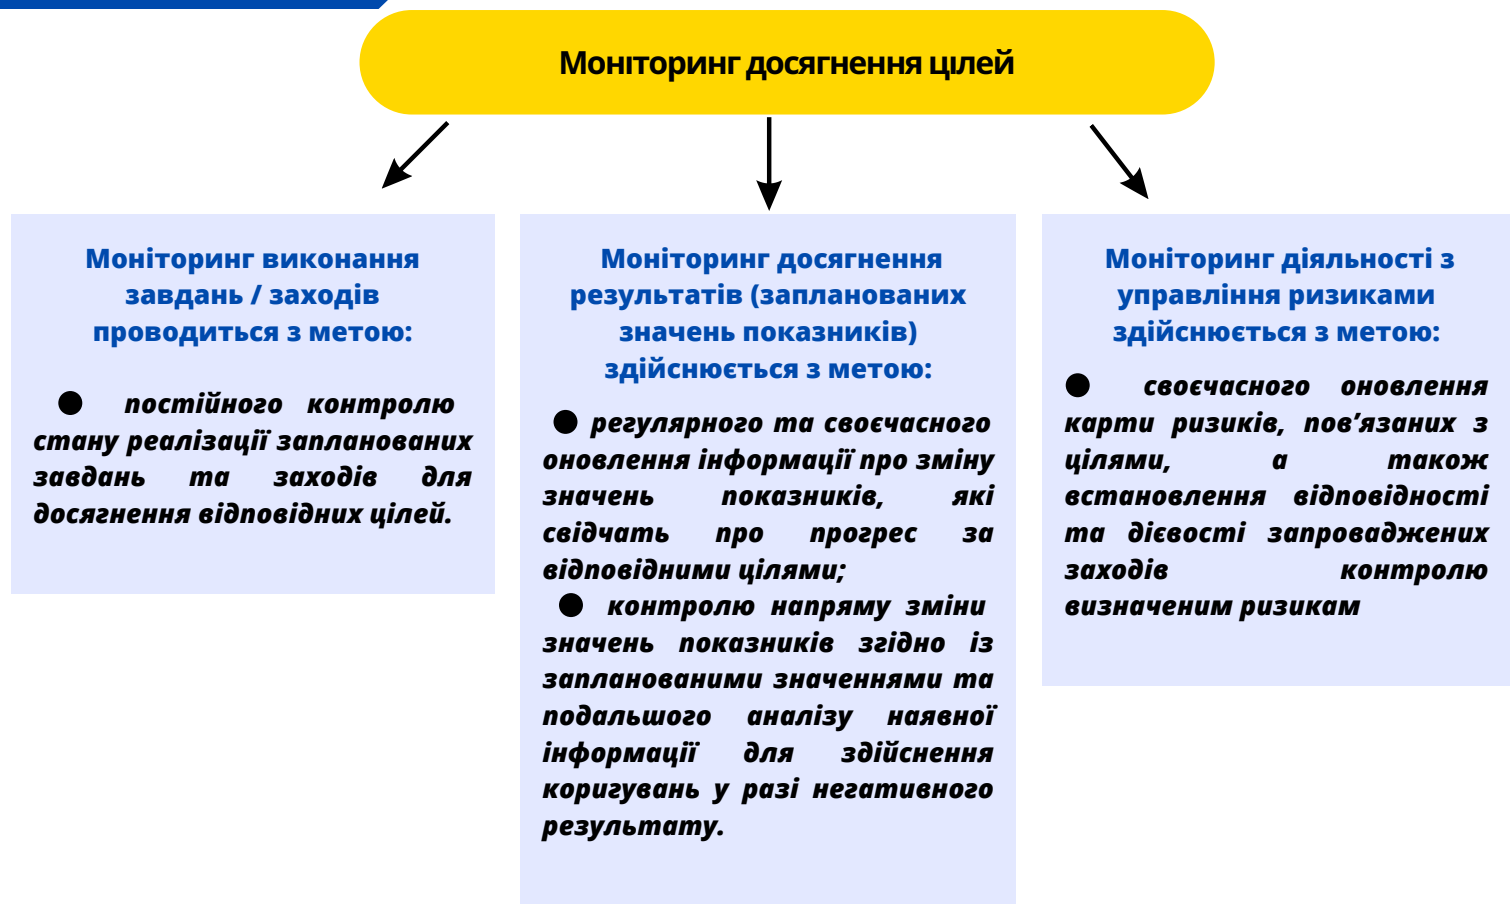 Моніторинг досягнення цілей
Моніторинг виконання
завдань / заходів
проводиться з метою:
● постійного контролю
стану реалізації запланованих
завдань та заходів для
досягнення відповідних цілей.
Моніторинг досягнення
результатів (запланованих
значень показників)
здійснюється з метою:
● регулярного та своєчасного
оновлення інформації про зміну
значень показників, які
свідчать про прогрес за
відповідними цілями;
● контролю напряму зміни
значень показників згідно із
запланованими значеннями та
подальшого аналізу наявної
інформації для здійснення
коригувань у разі негативного
результату.
Моніторинг діяльності з
управління ризиками
здійснюється з метою:
● своєчасного оновлення
карти ризиків, пов’язаних з
цілями, а також
встановлення відповідності
та дієвості запроваджених
заходів контролю
визначеним ризикам